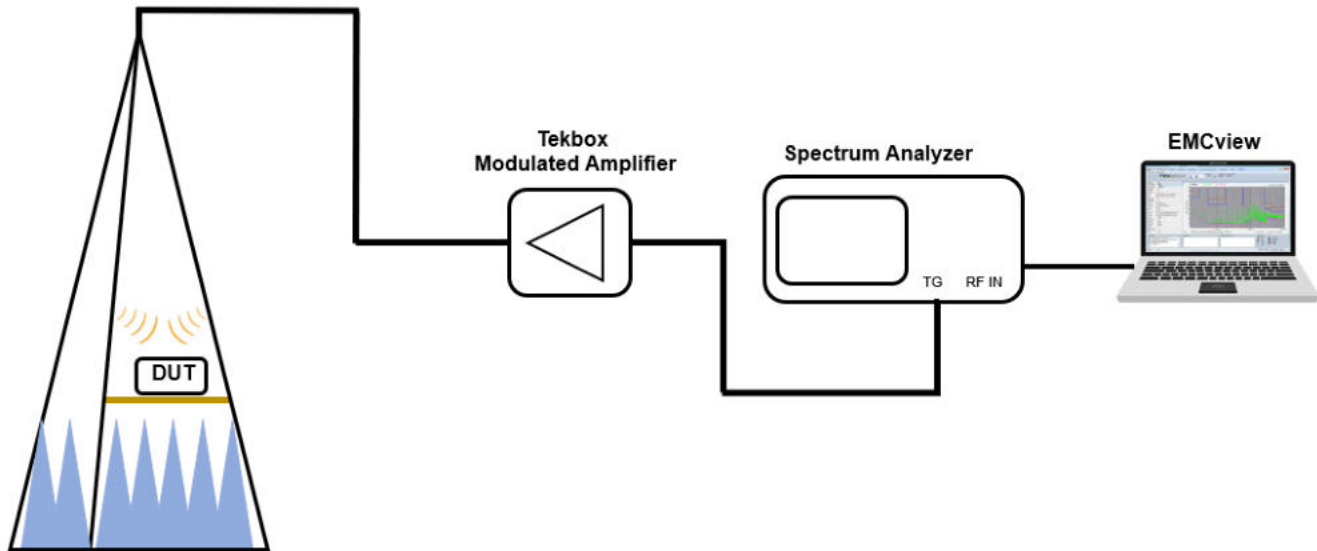 Tekbox
Modulated Amplifier
Spectrum Analyzer
EMCview
TG RF IN
DUT